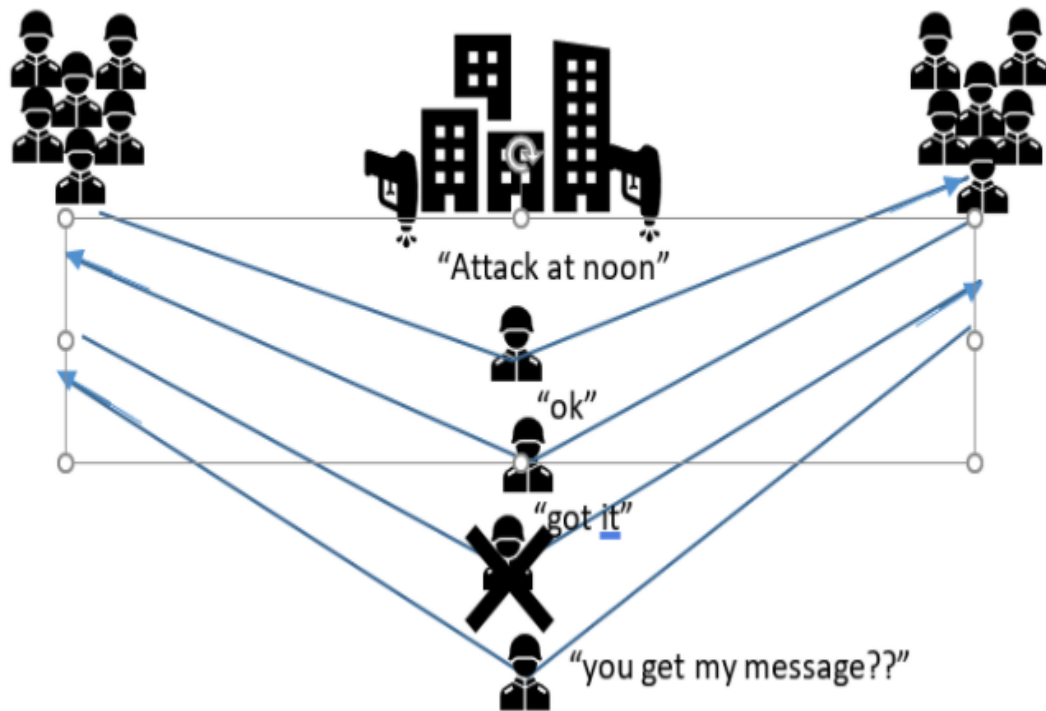 “Attack at noon”
“ok”
“got it”
“you get my message??”